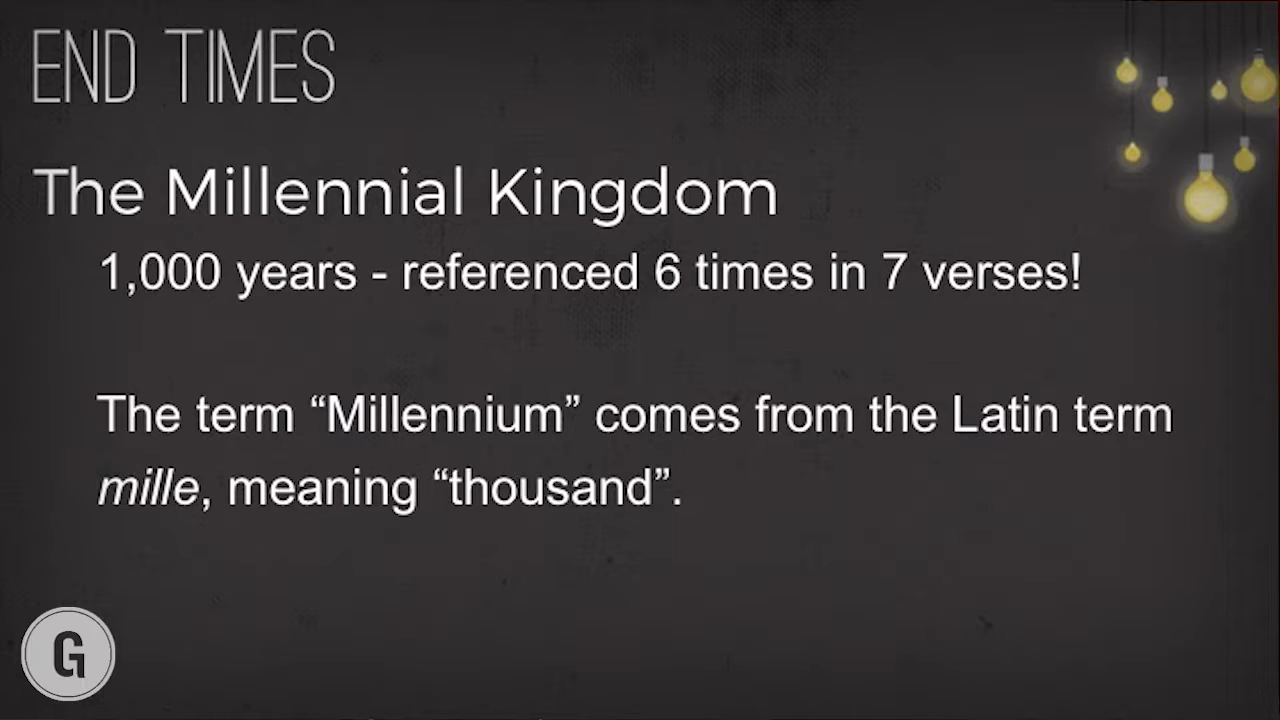 END TIMES
The Millennial Kingdom
1,000 years - referenced 6 times in 7 verses!
The term “Millennium” comes from the Latin term
mille, meaning “thousand”.
G